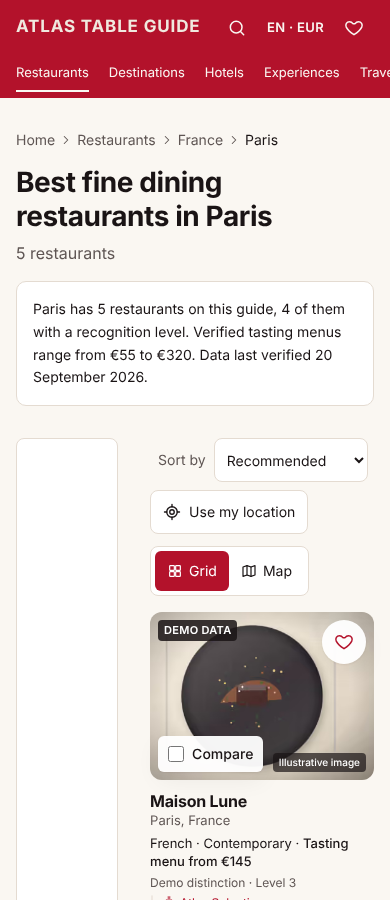 ATLAS TABLE GUIDE
EN · EUR
Restaurants Destinations Hotels Experiences Trave
Home > Restaurants > France > Paris
Best fine dining
restaurants in Paris
5 restaurants
Paris has 5 restaurants on this guide, 4 of them
with a recognition level. Verified tasting menus
range from €55 to €320. Data last verified 20
September 2026.
Sort by Recommended
Use my location
Grid Map
DEMO DATA
Compare
Illustrative image
Maison Lune
Paris, France
French · Contemporary · Tasting
menu from €145
Demo distinction · Level 3